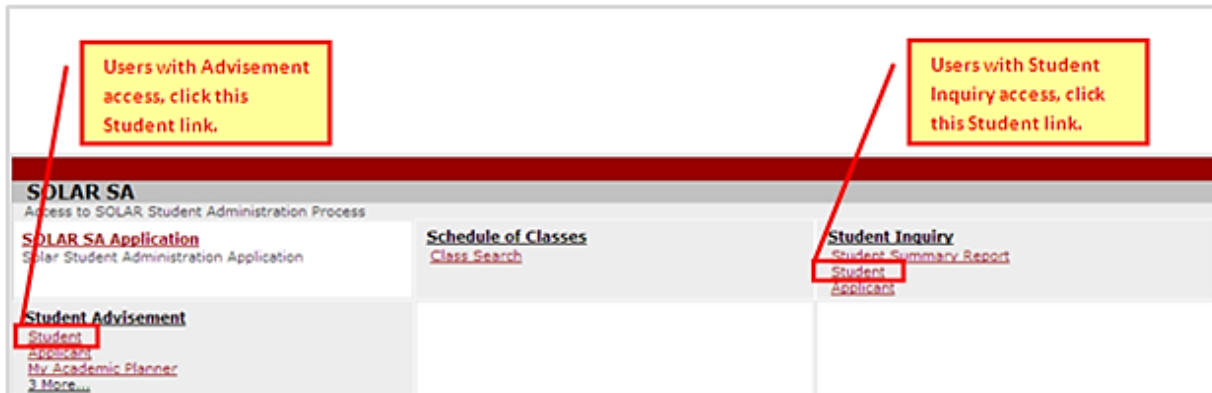 Users with Advisement
access, click this
Student link.
Users with Student
Inquiry access, click
this Student link.
SOLAR SA
Access to SOLAR Student Administration Process
SOLAR SA Application
Solar Student Administration Application
Schedule of Classes
Class Search
Student Inquiry
Student Summary Report
Student
Applicant
Student Advisement
Student
Applicant
My Academic Planner
3 More...